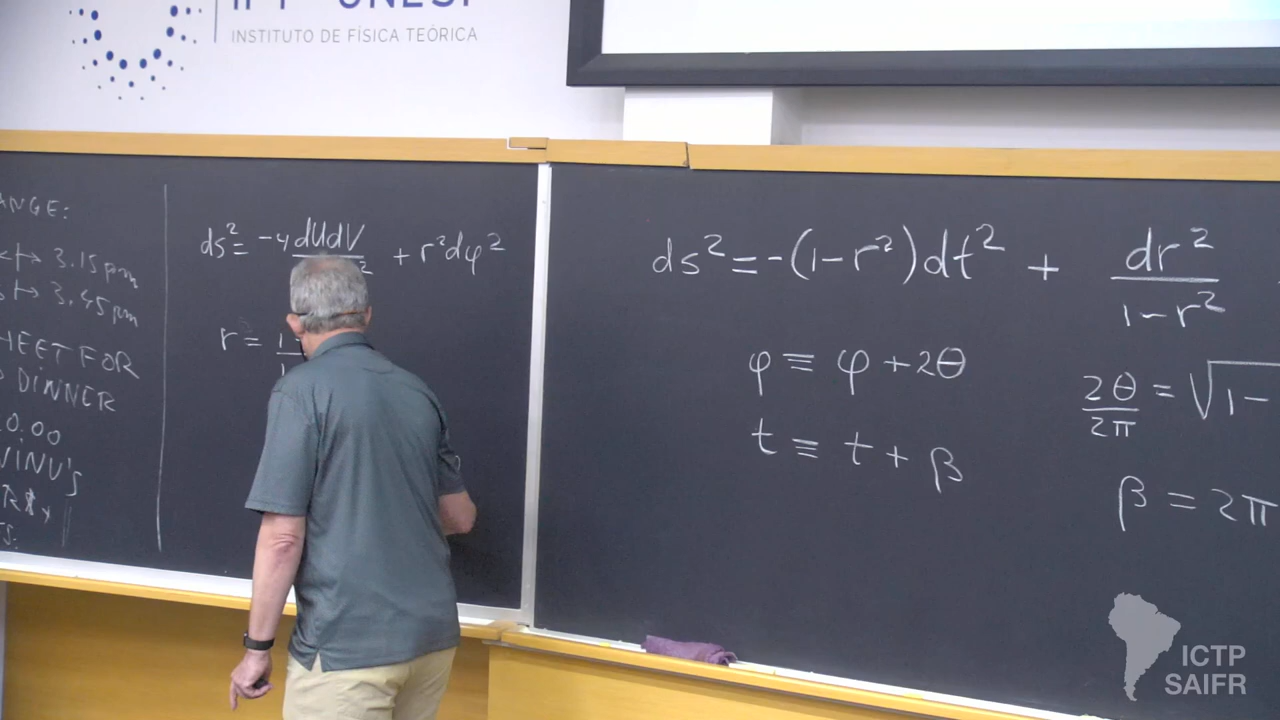 INSTITUTO DE FÍSICA TEÓRICA
ANGE:
3.15 pm
3.45 pm
HEET FOR
DINNER
0.00
VINU'S
ds² = -4 dUdV / ² + r²dφ²
r =
ds² = -(1-r²)dt² + dr² / 1-r²
φ ≡ φ + 2θ
2θ / 2π = √1-
t ≡ t + β
β = 2π
ICTP
SAIFR